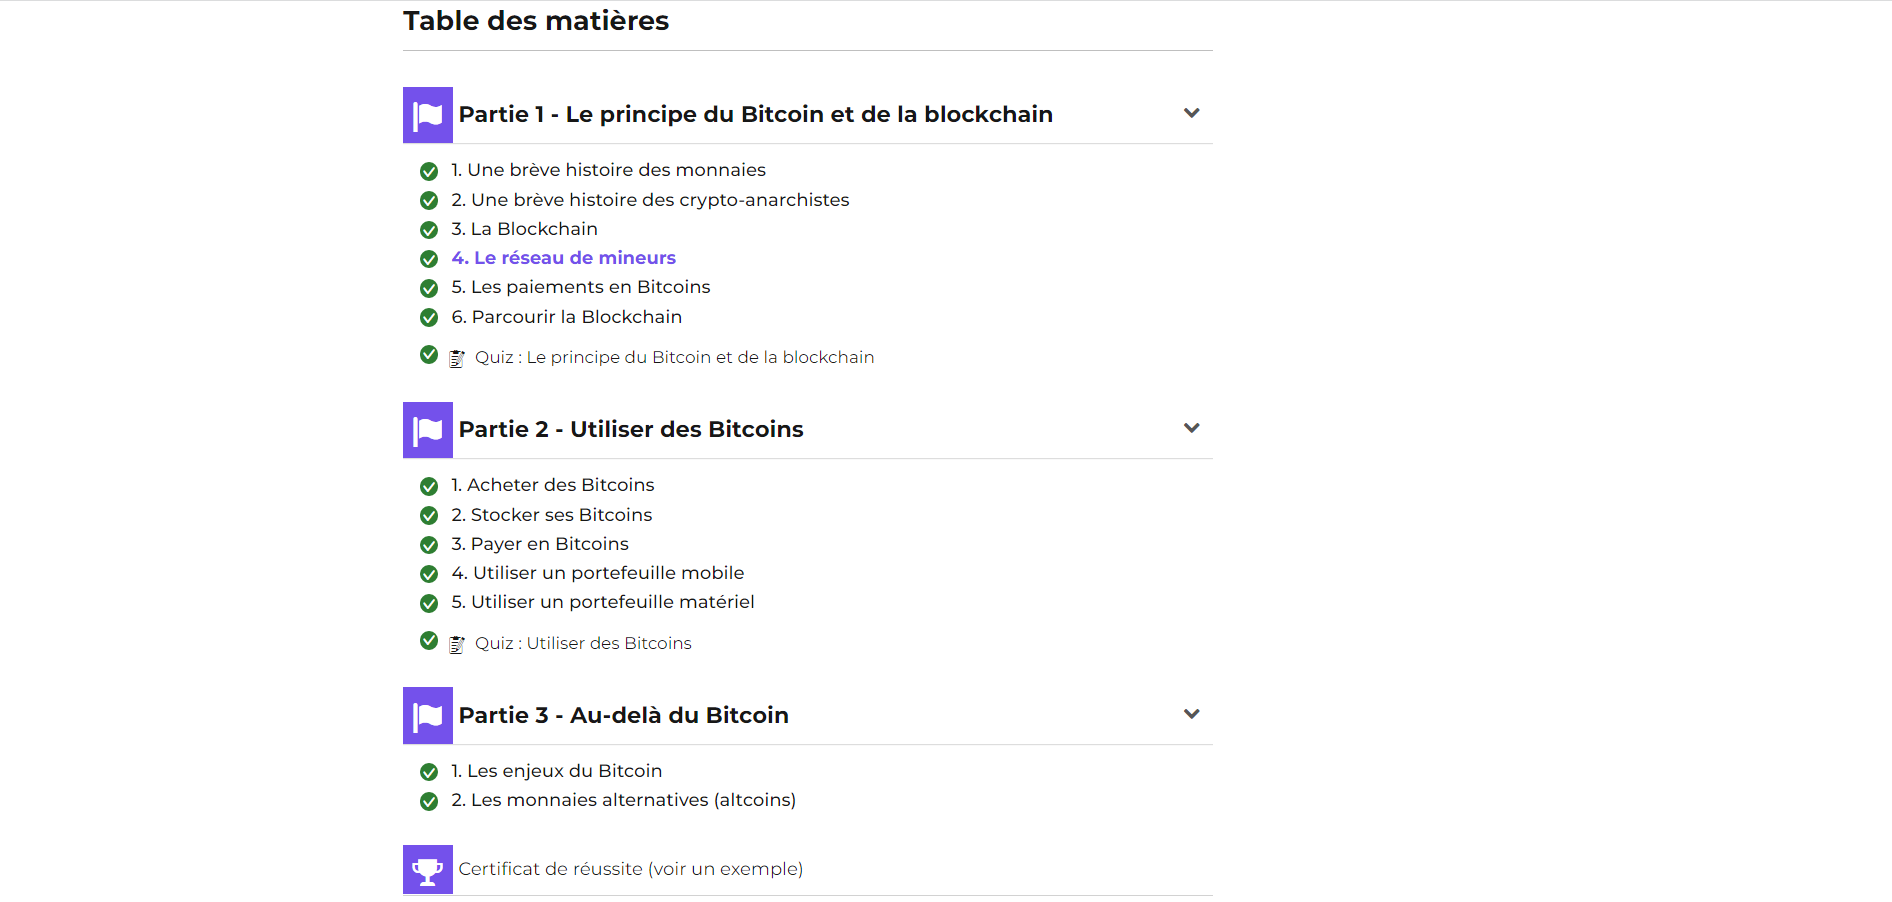 Table des matières
Partie 1 - Le principe du Bitcoin et de la blockchain
1. Une brève histoire des monnaies
2. Une brève histoire des crypto-anarchistes
3. La Blockchain
4. Le réseau de mineurs
5. Les paiements en Bitcoins
6. Parcourir la Blockchain
Quiz : Le principe du Bitcoin et de la blockchain
Partie 2 - Utiliser des Bitcoins
1. Acheter des Bitcoins
2. Stocker ses Bitcoins
3. Payer en Bitcoins
4. Utiliser un portefeuille mobile
5. Utiliser un portefeuille matériel
Quiz : Utiliser des Bitcoins
Partie 3 - Au-delà du Bitcoin
1. Les enjeux du Bitcoin
2. Les monnaies alternatives (altcoins)
Certificat de réussite (voir un exemple)